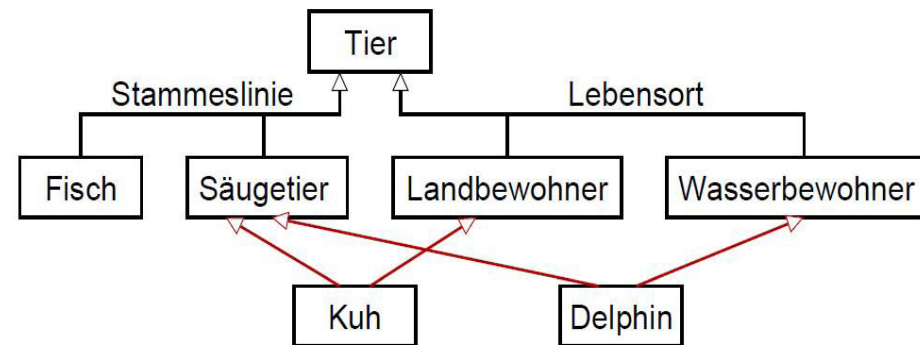 Tier
Stammeslinie
Lebensort
Fisch
Säugetier
Landbewohner
Wasserbewohner
Kuh
Delphin